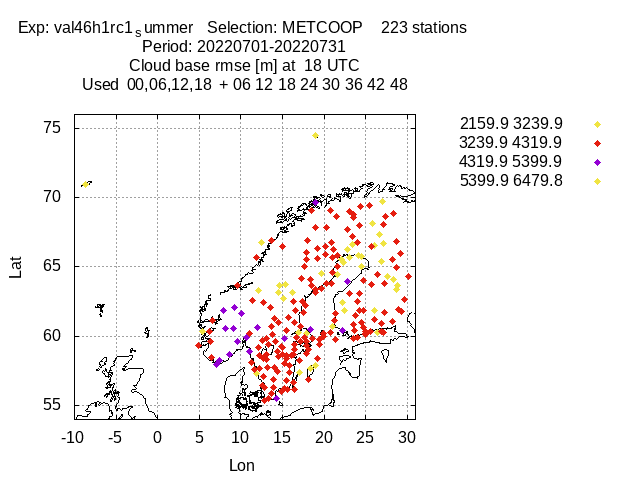 Exp: val46h1rc1summer   Selection: METCOOP    223 stations
Period: 20220701-20220731
Cloud base rmse [m] at  18 UTC
Used  00,06,12,18  + 06 12 18 24 30 36 42 48
2159.9 3239.9
3239.9 4319.9
4319.9 5399.9
5399.9 6479.8
75
70
65
60
55
Lat
-10 -5 0 5 10 15 20 25 30
Lon